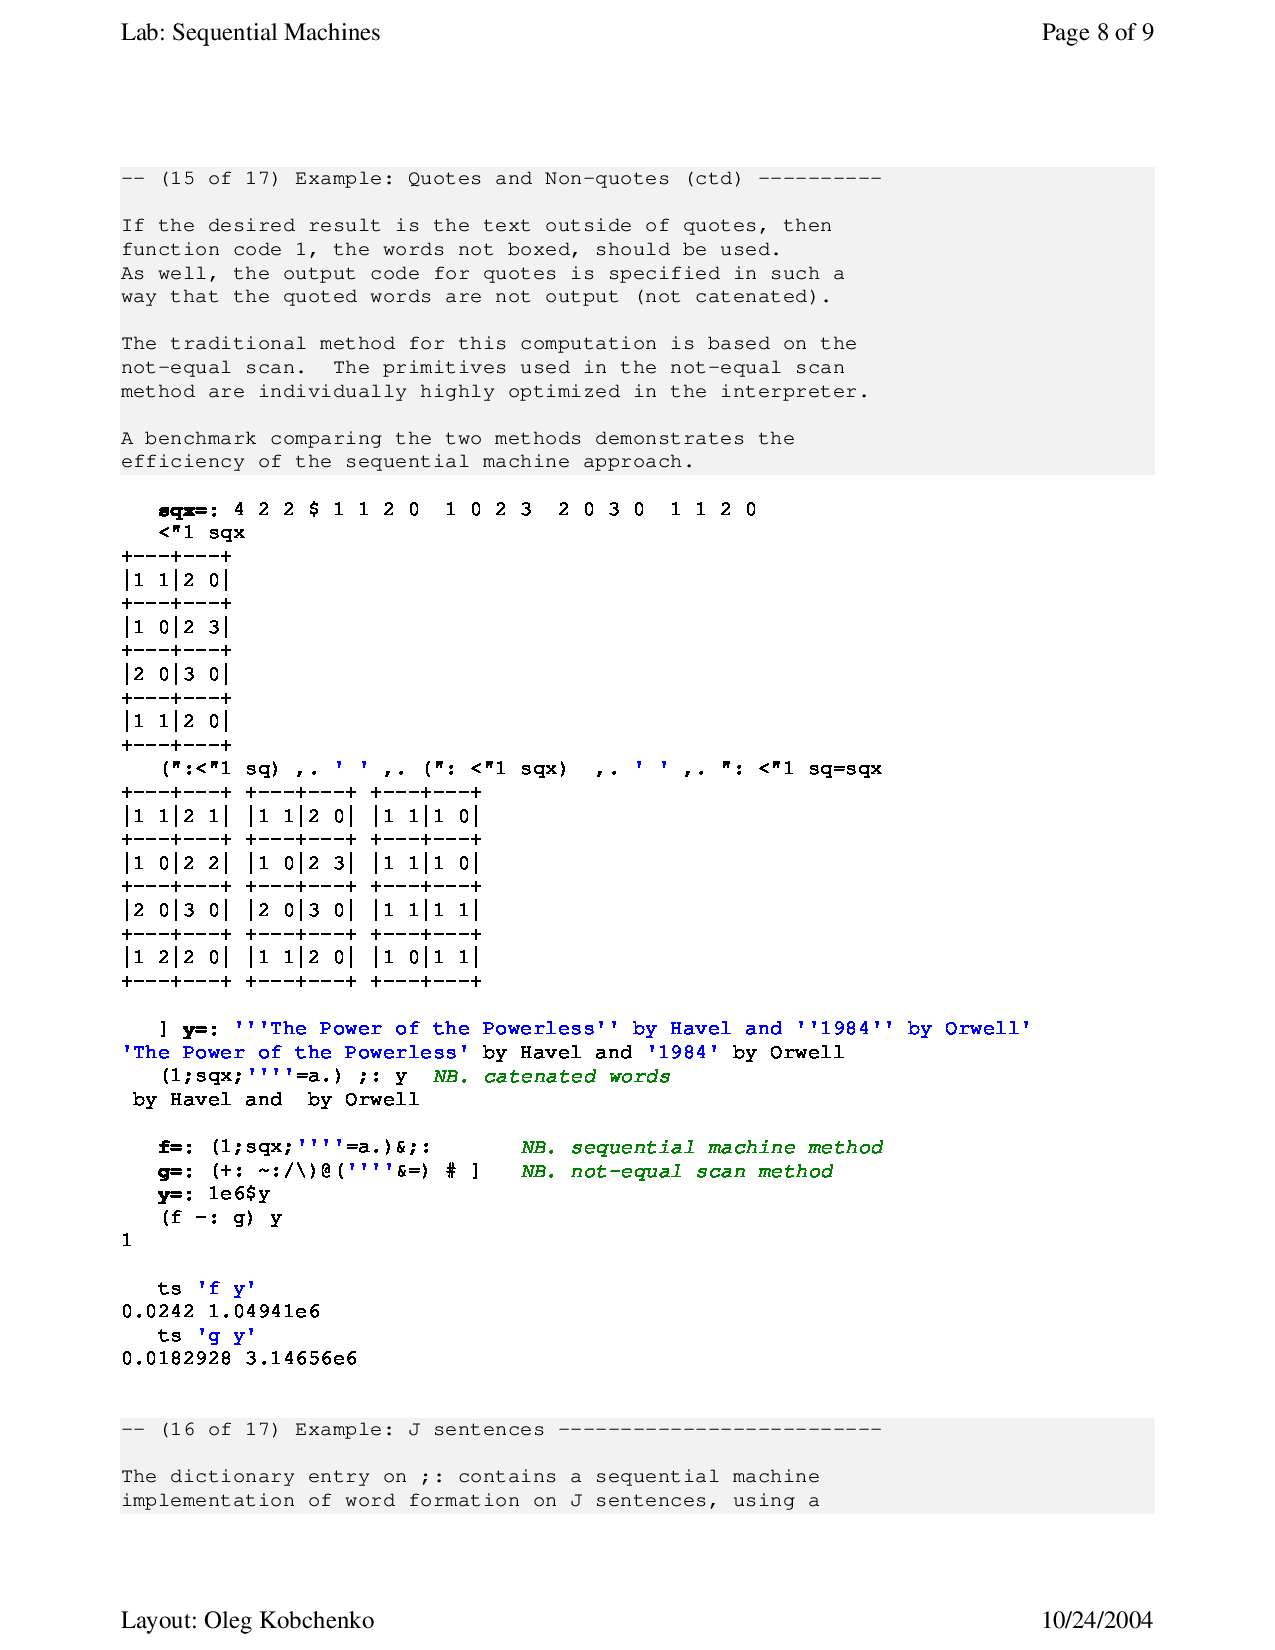 Lab: Sequential Machines Page 8 of 9
-- (15 of 17) Example: Quotes and Non-quotes (ctd) ----------
If the desired result is the text outside of quotes, then
function code 1, the words not boxed, should be used.
As well, the output code for quotes is specified in such a
way that the quoted words are not output (not catenated).
The traditional method for this computation is based on the
not-equal scan.  The primitives used in the not-equal scan
method are individually highly optimized in the interpreter.
A benchmark comparing the two methods demonstrates the
efficiency of the sequential machine approach.
   sqx=: 4 2 2 $ 1 1 2 0  1 0 2 3  2 0 3 0  1 1 2 0
   <"1 sqx
+---+---+
|1 1|2 0|
+---+---+
|1 0|2 3|
+---+---+
|2 0|3 0|
+---+---+
|1 1|2 0|
+---+---+
   (":<"1 sq) ,. ' ' ,. (": <"1 sqx)  ,. ' ' ,. ": <"1 sq=sqx
+---+---+ +---+---+ +---+---+
|1 1|2 1| |1 1|2 0| |1 1|1 0|
+---+---+ +---+---+ +---+---+
|1 0|2 2| |1 0|2 3| |1 1|1 0|
+---+---+ +---+---+ +---+---+
|2 0|3 0| |2 0|3 0| |1 1|1 1|
+---+---+ +---+---+ +---+---+
|1 2|2 0| |1 1|2 0| |1 0|1 1|
+---+---+ +---+---+ +---+---+
   ] y=: '''The Power of the Powerless'' by Havel and ''1984'' by Orwell'
'The Power of the Powerless' by Havel and '1984' by Orwell
   (1;sqx;''''=a.) ;: y  NB. catenated words
 by Havel and  by Orwell
   f=: (1;sqx;''''=a.)&;:       NB. sequential machine method
   g=: (+: ~:/\)@(''''&=) # ]   NB. not-equal scan method
   y=: 1e6$y
   (f -: g) y
1
   ts 'f y'
0.0242 1.04941e6
   ts 'g y'
0.0182928 3.14656e6
-- (16 of 17) Example: J sentences --------------------------
The dictionary entry on ;: contains a sequential machine
implementation of word formation on J sentences, using a
Layout: Oleg Kobchenko 10/24/2004